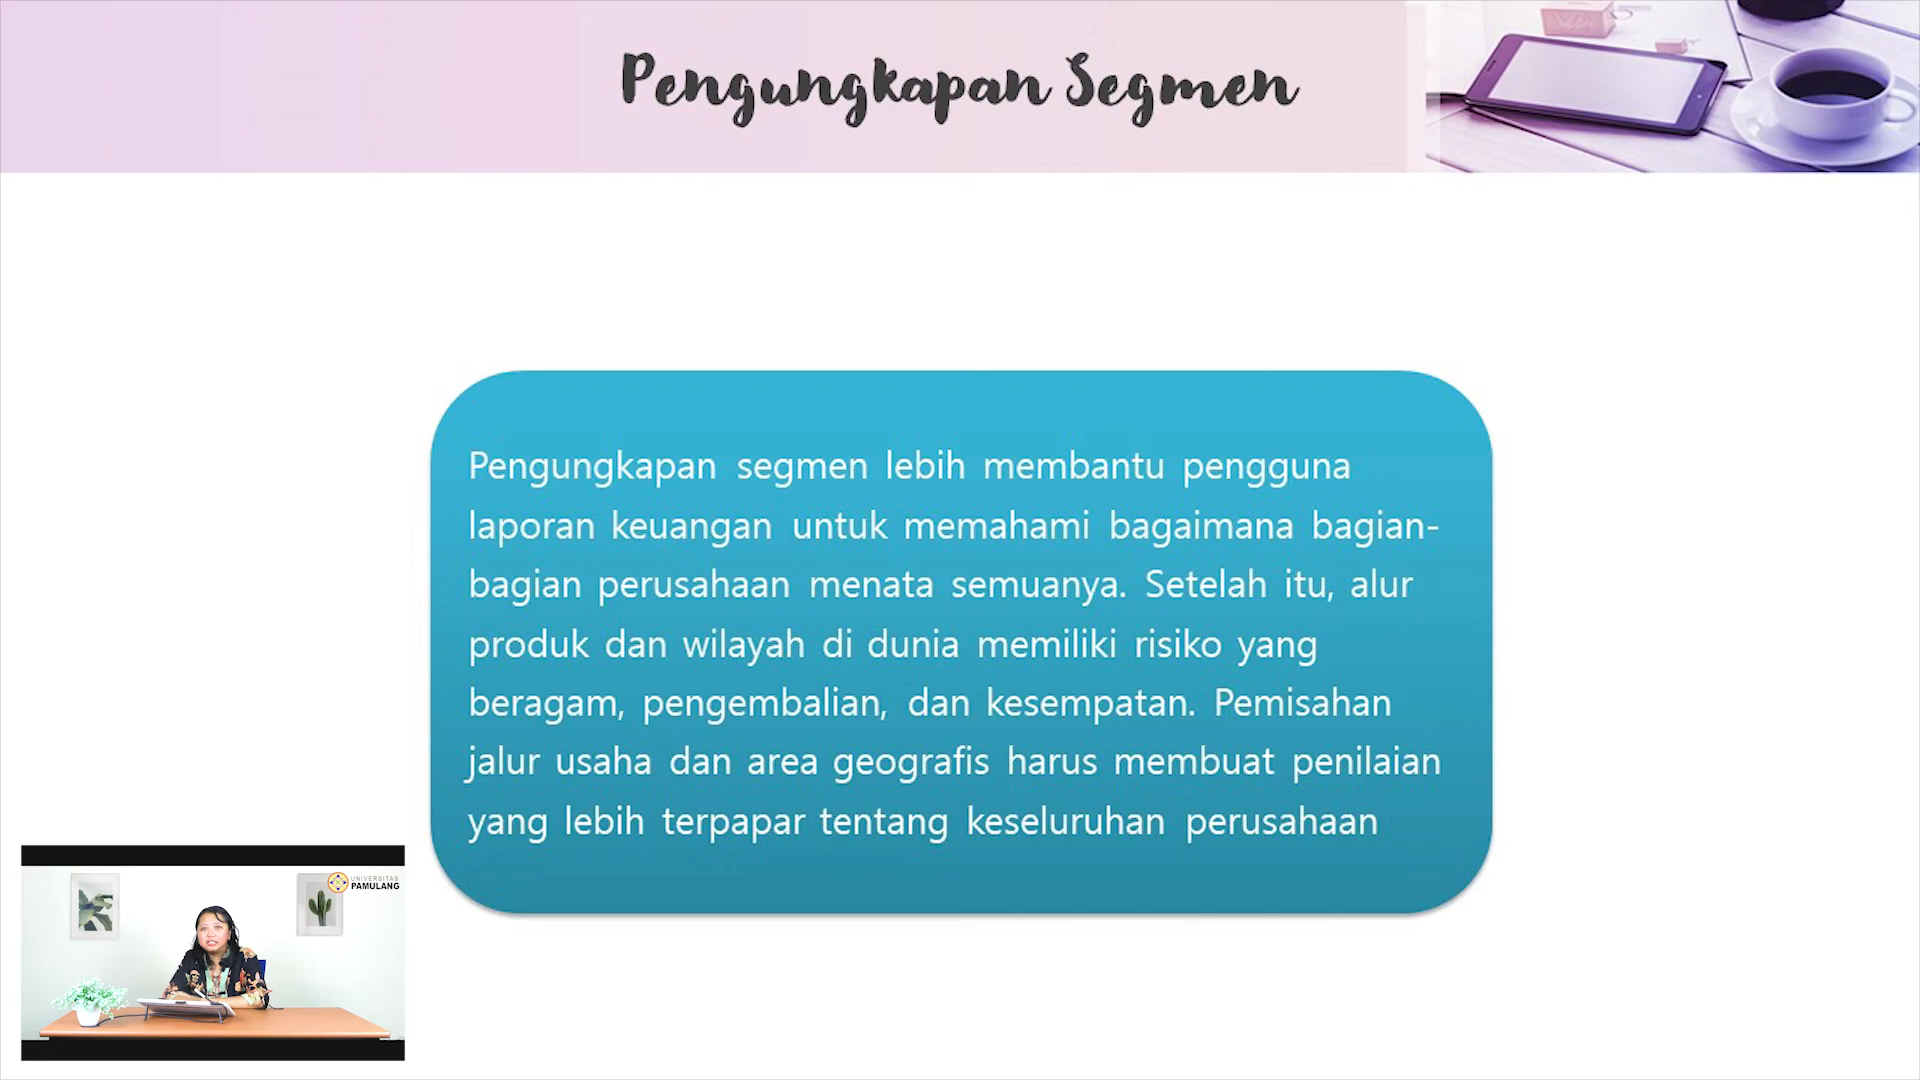 Pengungkapan Segmen
Pengungkapan segmen lebih membantu pengguna
laporan keuangan untuk memahami bagaimana bagian-
bagian perusahaan menata semuanya. Setelah itu, alur
produk dan wilayah di dunia memiliki risiko yang
beragam, pengembalian, dan kesempatan. Pemisahan
jalur usaha dan area geografis harus membuat penilaian
yang lebih terpapar tentang keseluruhan perusahaan
UNIVERSITAS
PAMULANG